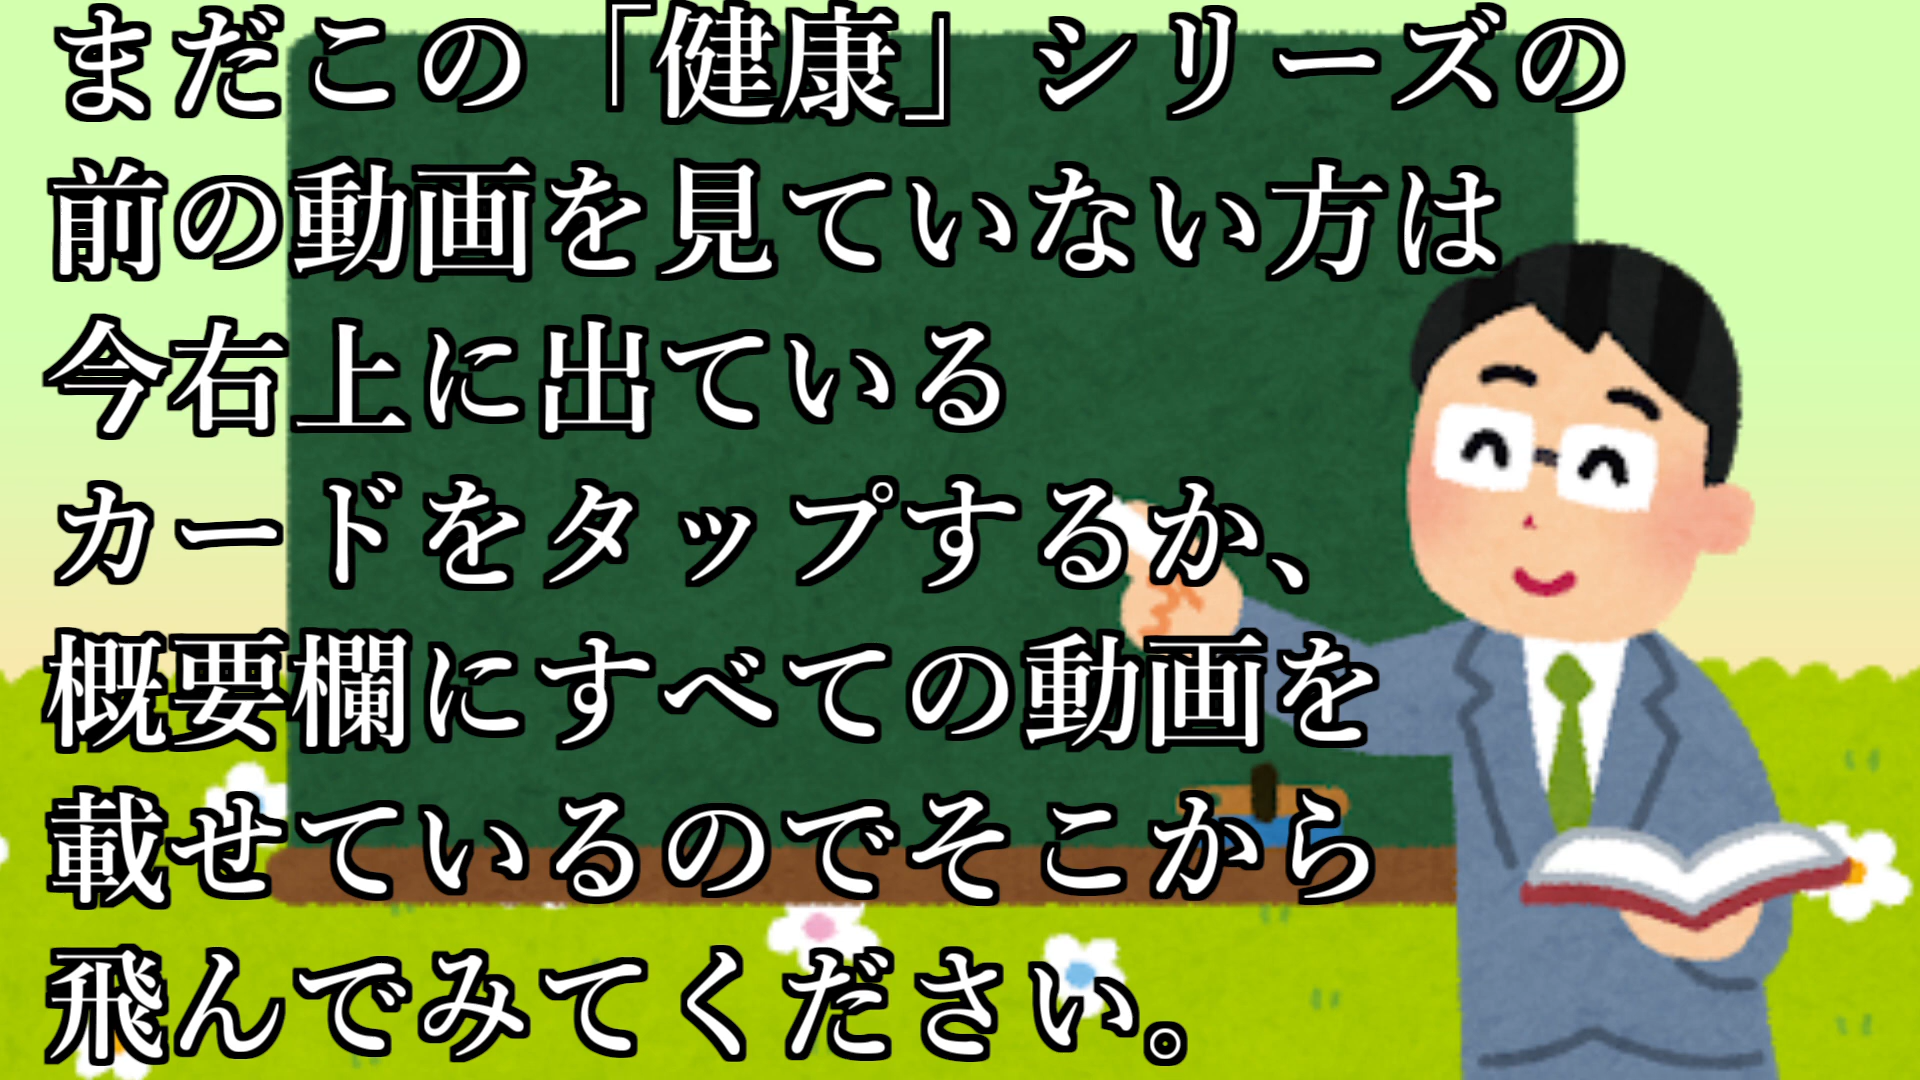 まだこの「健康」シリーズの
前の動画を見ていない方は
今右上に出ている
カードをタップするか、
概要欄にすべての動画を
載せているのでそこから
飛んでみてください。